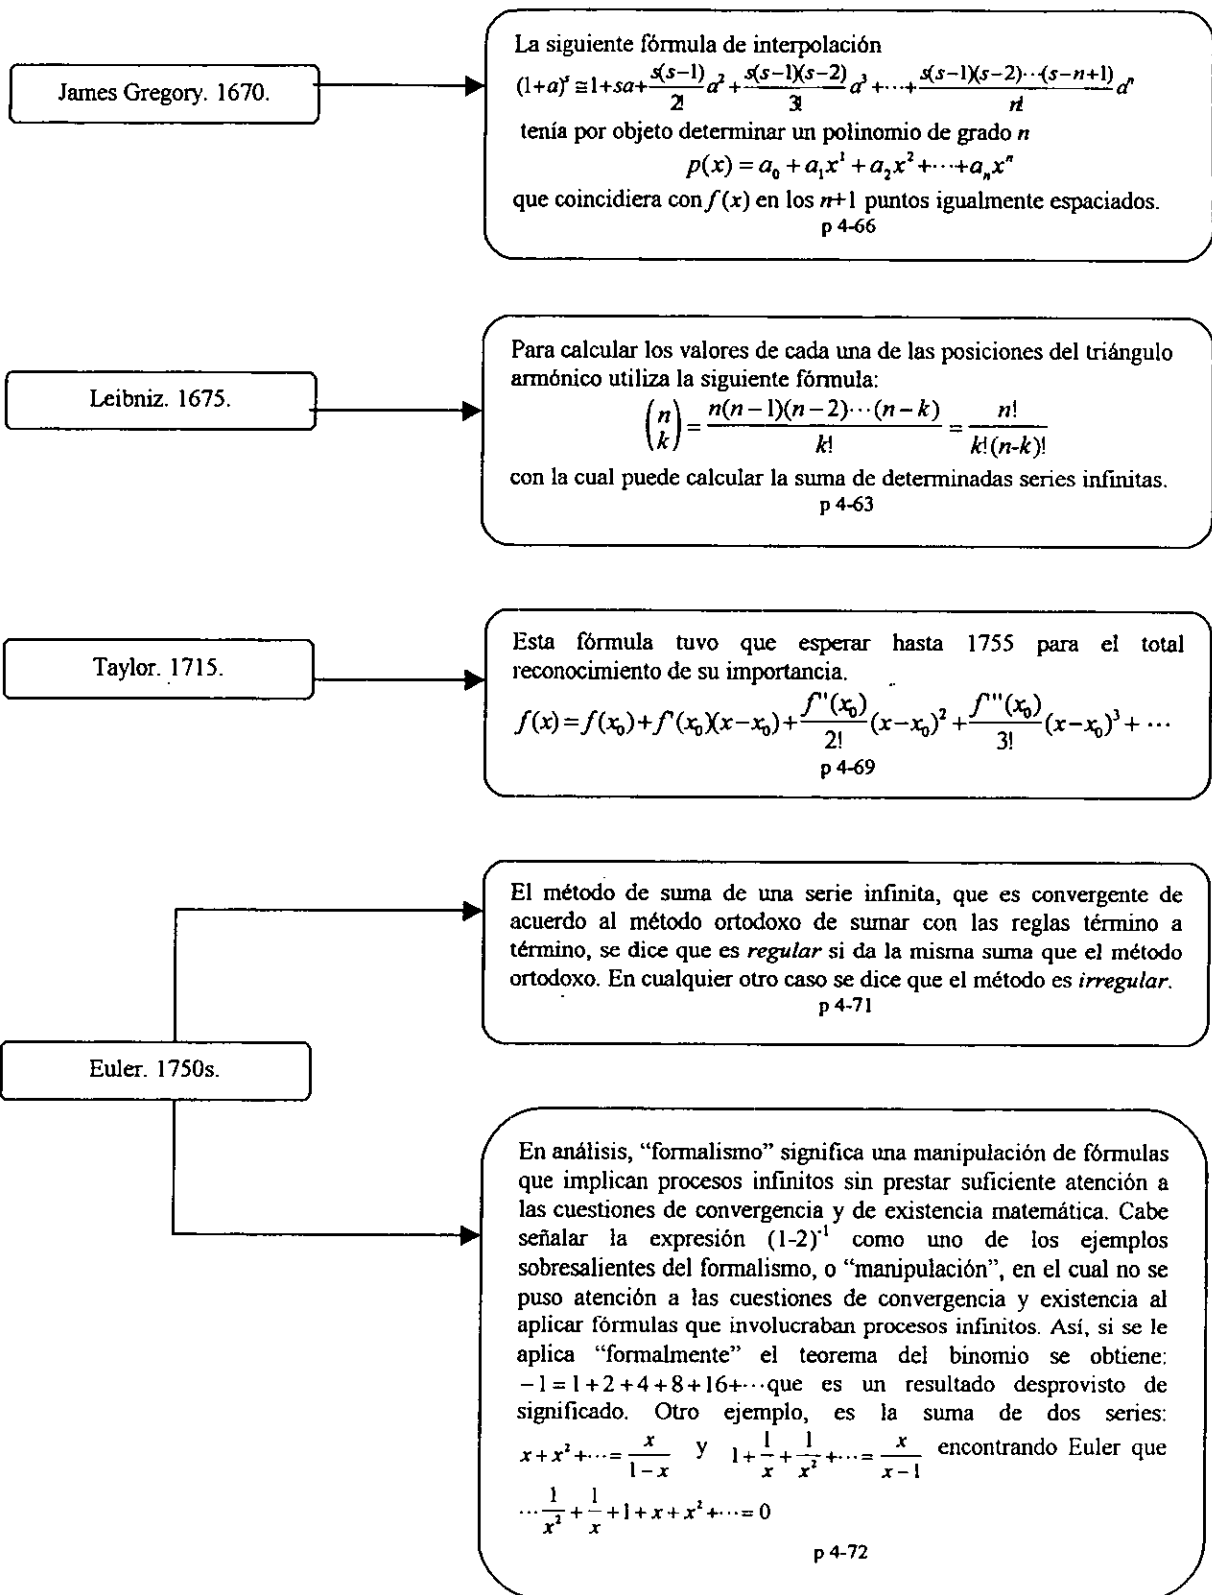 James Gregory. 1670.
La siguiente fórmula de interpolación
(1+a)^s ≅ 1+sa+\frac{s(s-1)}{2!}a^2+\frac{s(s-1)(s-2)}{3!}a^3+⋯+\frac{s(s-1)(s-2)⋯(s-n+1)}{n!}a^n
tenía por objeto determinar un polinomio de grado n
p(x) = a_0 + a_1x^1 + a_2x^2 +⋯+ a_nx^n
que coincidiera con f(x) en los n+1 puntos igualmente espaciados.
p 4-66
Leibniz. 1675.
Para calcular los valores de cada una de las posiciones del triángulo
armónico utiliza la siguiente fórmula:
\binom{n}{k} = \frac{n(n-1)(n-2)⋯(n-k)}{k!} = \frac{n!}{k!(n-k)!}
con la cual puede calcular la suma de determinadas series infinitas.
p 4-63
Taylor. 1715.
Esta fórmula tuvo que esperar hasta 1755 para el total
reconocimiento de su importancia.
f(x) = f(x_0)+f'(x_0)(x-x_0)+\frac{f''(x_0)}{2!}(x-x_0)^2+\frac{f'''(x_0)}{3!}(x-x_0)^3+ ⋯
p 4-69
Euler. 1750s.
El método de suma de una serie infinita, que es convergente de
acuerdo al método ortodoxo de sumar con las reglas término a
término, se dice que es regular si da la misma suma que el método
ortodoxo. En cualquier otro caso se dice que el método es irregular.
p 4-71
En análisis, “formalismo” significa una manipulación de fórmulas
que implican procesos infinitos sin prestar suficiente atención a
las cuestiones de convergencia y de existencia matemática. Cabe
señalar la expresión (1-2)^{-1} como uno de los ejemplos
sobresalientes del formalismo, o “manipulación”, en el cual no se
puso atención a las cuestiones de convergencia y existencia al
aplicar fórmulas que involucraban procesos infinitos. Así, si se le
aplica “formalmente” el teorema del binomio se obtiene:
−1 = 1+2+4+8+16+⋯que es un resultado desprovisto de
significado. Otro ejemplo, es la suma de dos series:
x+x^2+⋯=\frac{x}{1-x} y 1+\frac{1}{x}+\frac{1}{x^2}+⋯=\frac{x}{x-1} encontrando Euler que
⋯\frac{1}{x^2}+\frac{1}{x}+1+x+x^2+⋯=0
p 4-72